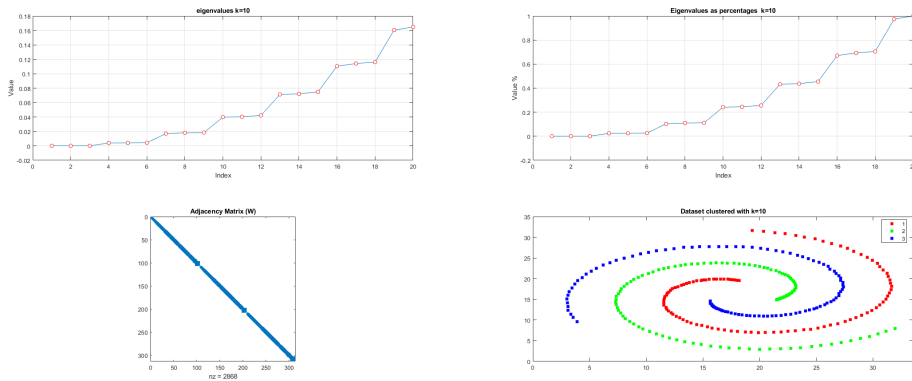 eigenvalues k=10
0.18
0.16
0.14
0.12
0.1
0.08
0.06
0.04
0.02
0
-0.02
Value
0 2 4 6 8 10 12 14 16 18 20
Index
Eigenvalues as percentages k=10
1
0.8
0.6
0.4
0.2
0
-0.2
Value %
0 2 4 6 8 10 12 14 16 18
Index
Adjacency Matrix (W)
0
50
100
150
200
250
300
0 50 100 150 200 250 300
nz = 2868
Dataset clustered with k=10
35
30
25
20
15
10
5
0
0 5 10 15 20 25 30
1
2
3